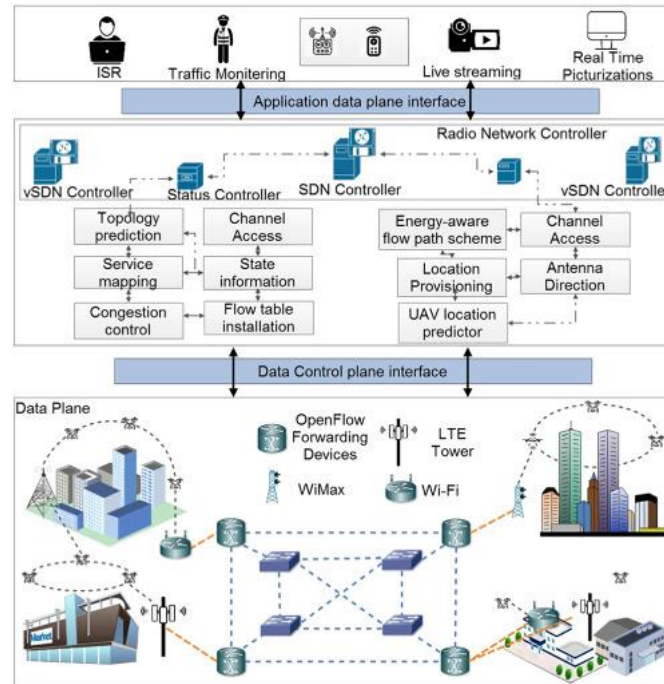 ISR
Traffic Monitering
Live streaming
Real Time
Picturizations
Application data plane interface
Radio Network Controller
vSDN Controller
Status Controller
SDN
Controller
vSDN Controlle
Topology
prediction
Channel
Access
Energy-aware
flow path scheme
Channel
Access
Service
mapping
State
information
Location
Provisioning
Antenna
Direction
Congestion
control
Flow table
installation
UAV location
predictor
Data Control plane interface
Data Plane
OpenFlow
Forwarding
Devices
LTE
Tower
WiMax
Wi-Fi
Market